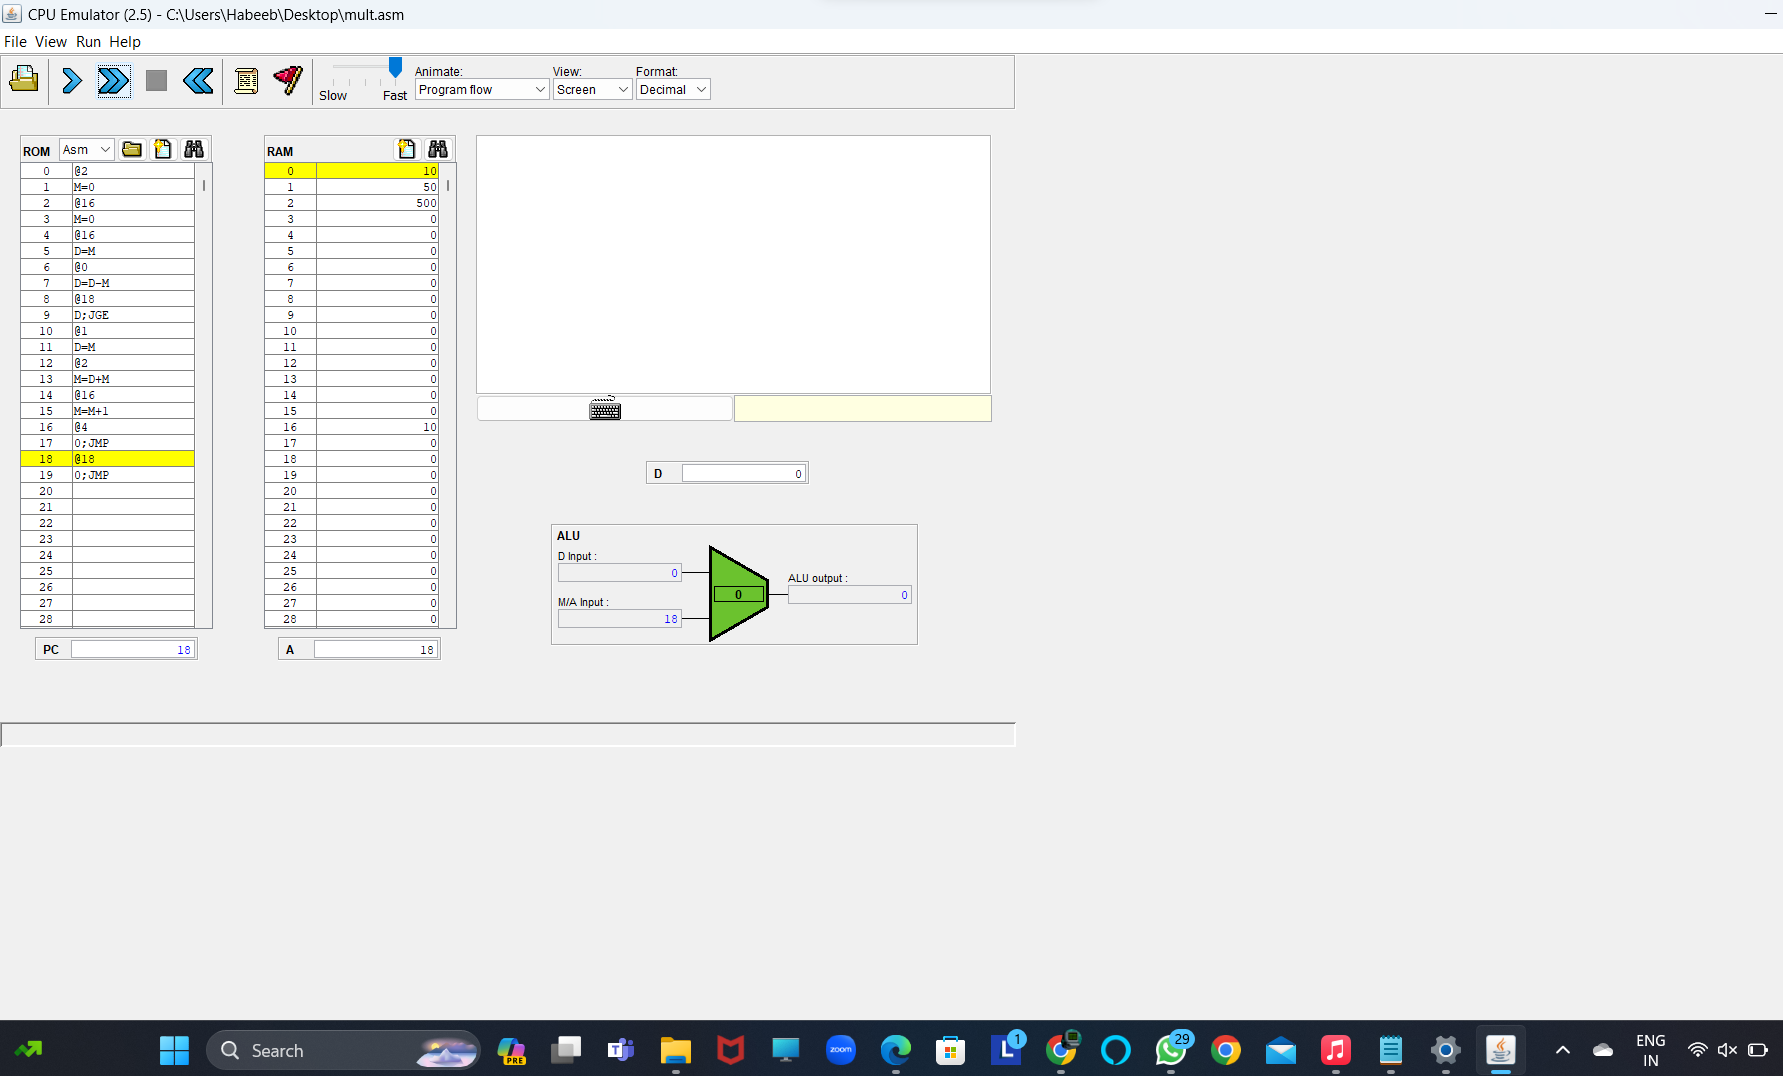 CPU Emulator (2.5) - C:\Users\Habeeb\Desktop\mult.asm
File View Run Help
Slow Fast
Animate: View: Format:
Program flow Screen Decimal
ROM Asm
0 @2
1 M=0
2 @16
3 M=0
4 @16
5 D=M
6 @0
7 D=D-M
8 @18
9 D;JGE
10 @1
11 D=M
12 @2
13 M=D+M
14 @16
15 M=M+1
16 @4
17 0;JMP
18 @18
19 0;JMP
20
21
22
23
24
25
26
27
28
PC 18
RAM
0 10
1 50
2 500
3 0
4 0
5 0
6 0
7 0
8 0
9 0
10 0
11 0
12 0
13 0
14 0
15 0
16 10
17 0
18 0
19 0
20 0
21 0
22 0
23 0
24 0
25 0
26 0
27 0
28 0
A 18
D 0
ALU
D Input :
0
M/A Input :
18
0
ALU output :
0
Search
PRE
T
zoom
L 1
29
ENG
IN